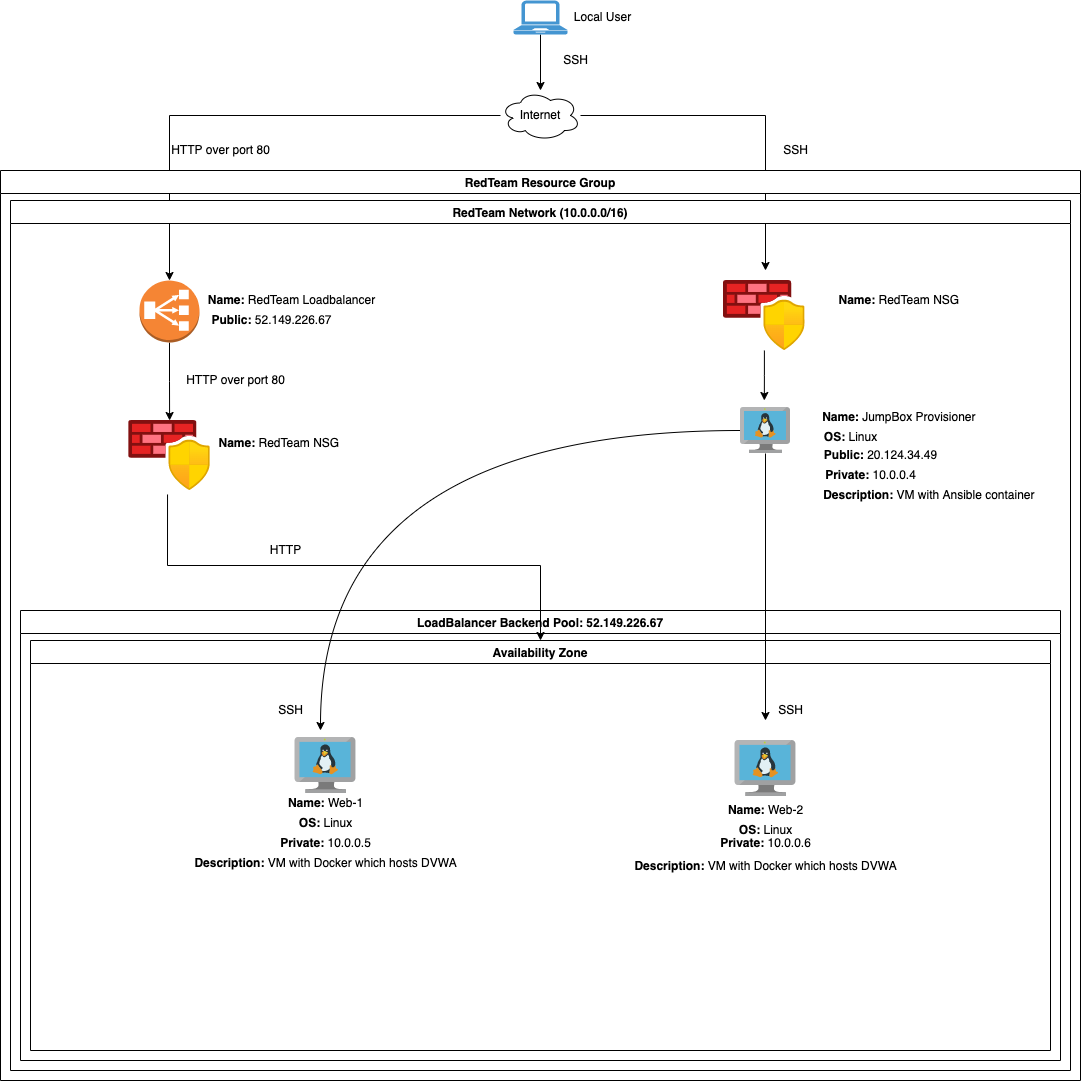 Local User
SSH
Internet
HTTP over port 80
SSH
RedTeam Resource Group
RedTeam Network (10.0.0.0/16)
Name: RedTeam Loadbalancer
Public: 52.149.226.67
Name: RedTeam NSG
HTTP over port 80
Name: RedTeam NSG
Name: JumpBox Provisioner
OS: Linux
Public: 20.124.34.49
Private: 10.0.0.4
Description: VM with Ansible container
HTTP
LoadBalancer Backend Pool: 52.149.226.67
Availability Zone
SSH
SSH
Name: Web-1
OS: Linux
Private: 10.0.0.5
Description: VM with Docker which hosts DVWA
Name: Web-2
OS: Linux
Private: 10.0.0.6
Description: VM with Docker which hosts DVWA